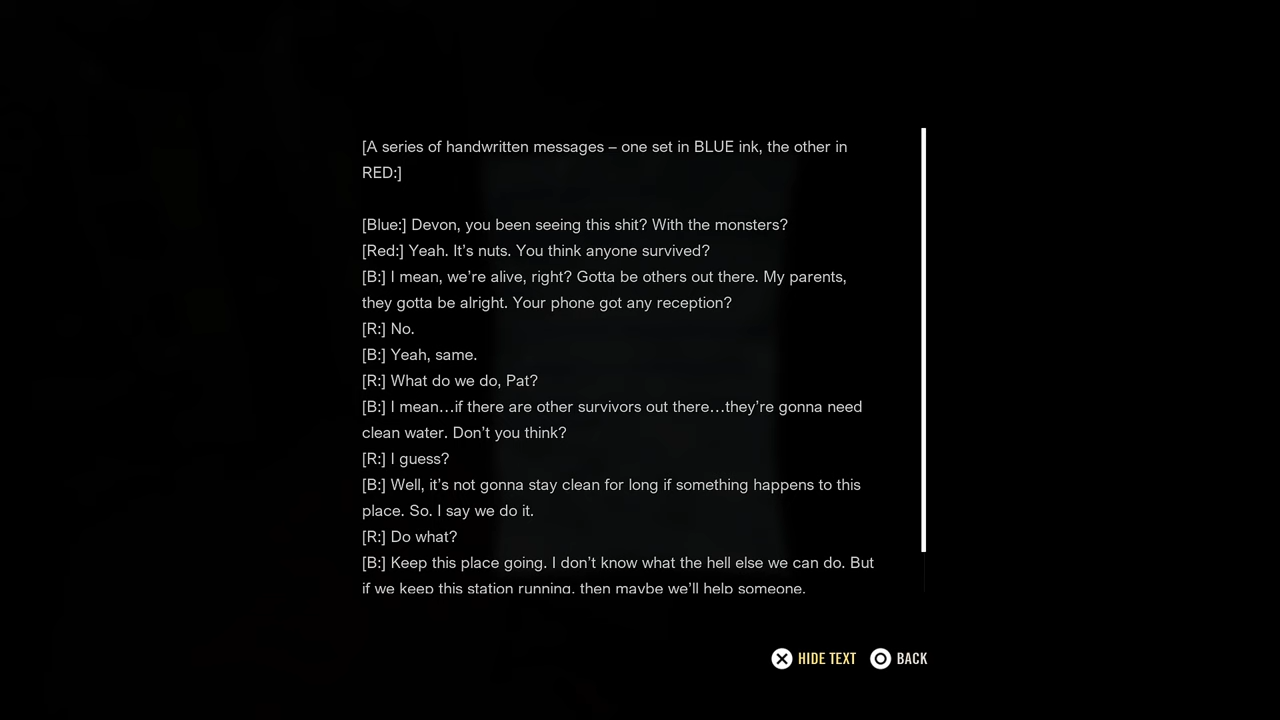 [A series of handwritten messages – one set in BLUE ink, the other in
RED:]
[Blue:] Devon, you been seeing this shit? With the monsters?
[Red:] Yeah. It's nuts. You think anyone survived?
[B:] I mean, we're alive, right? Gotta be others out there. My parents,
they gotta be alright. Your phone got any reception?
[R:] No.
[B:] Yeah, same.
[R:] What do we do, Pat?
[B:] I mean…if there are other survivors out there…they're gonna need
clean water. Don't you think?
[R:] I guess?
[B:] Well, it's not gonna stay clean for long if something happens to this
place. So. I say we do it.
[R:] Do what?
[B:] Keep this place going. I don't know what the hell else we can do. But
if we keep this station running, then maybe we'll help someone.
HIDE TEXT BACK